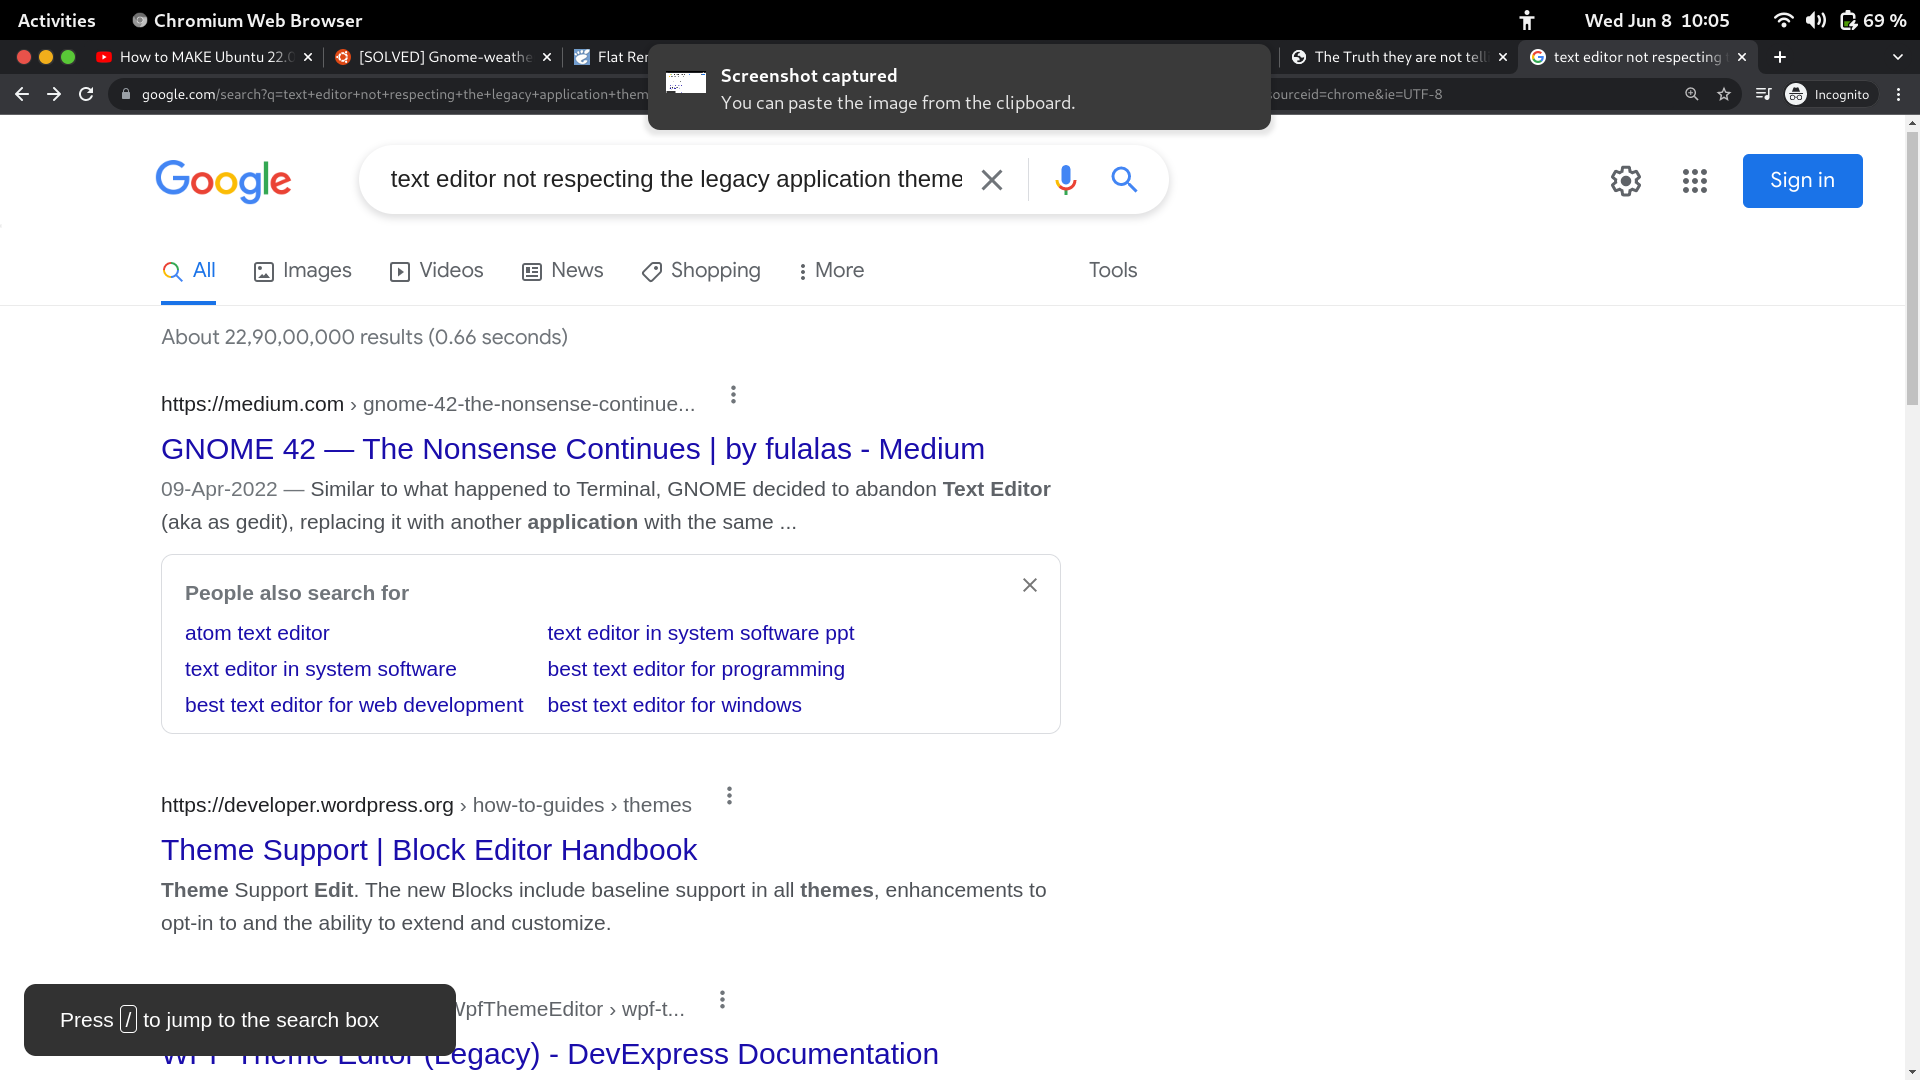 Activities Chromium Web Browser Wed Jun 8 10:05 69 %
How to MAKE Ubuntu 22.0 [SOLVED] Gnome-weathe Flat Rer The Truth they are not telli text editor not respecting
google.com/search?q=text+editor+not+respecting+the+legacy+application+them ourceid=chrome&ie=UTF-8 Incognito
Screenshot captured
You can paste the image from the clipboard.
Google text editor not respecting the legacy application theme Sign in
All Images Videos News Shopping More Tools
About 22,90,00,000 results (0.66 seconds)
https://medium.com › gnome-42-the-nonsense-continue...
GNOME 42 — The Nonsense Continues | by fulalas - Medium
09-Apr-2022 — Similar to what happened to Terminal, GNOME decided to abandon Text Editor
(aka as gedit), replacing it with another application with the same ...
People also search for
atom text editor text editor in system software ppt
text editor in system software best text editor for programming
best text editor for web development best text editor for windows
https://developer.wordpress.org › how-to-guides › themes
Theme Support | Block Editor Handbook
Theme Support Edit. The new Blocks include baseline support in all themes, enhancements to
opt-in to and the ability to extend and customize.
WpfThemeEditor › wpf-t...
Press / to jump to the search box
WPF Theme Editor (Legacy) - DevExpress Documentation